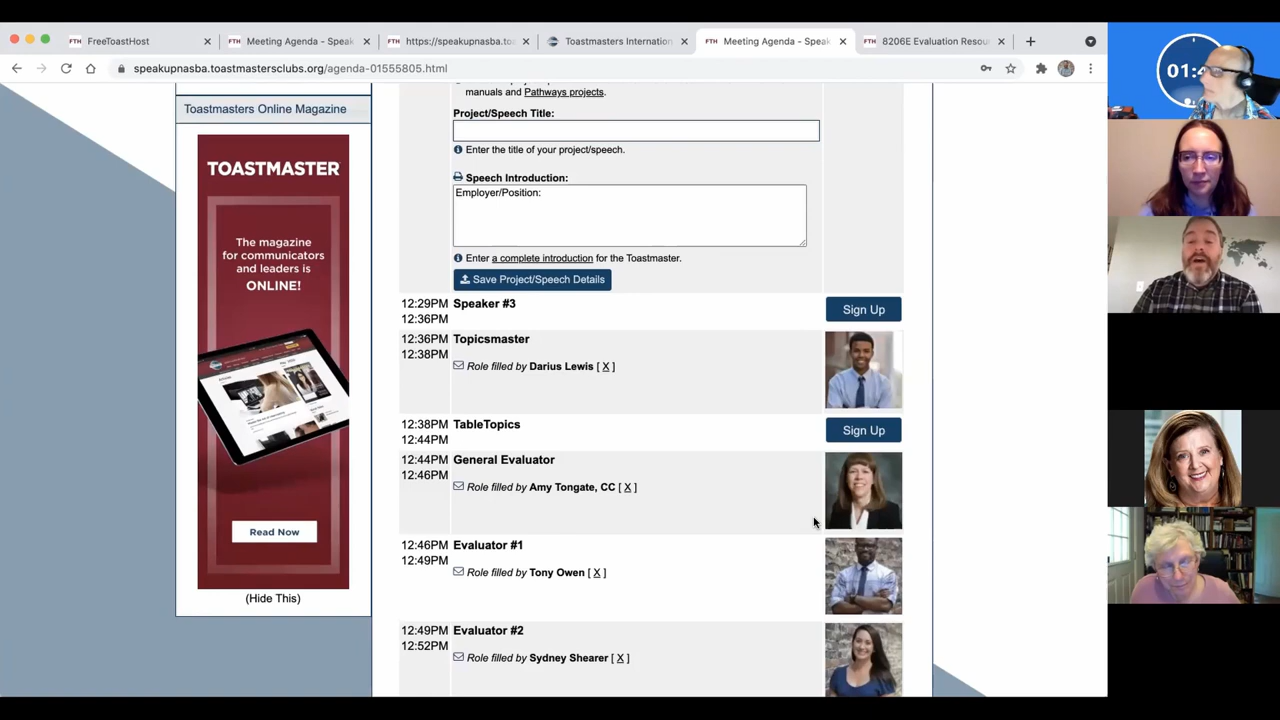 FTH FreeToastHost
FTH Meeting Agenda - Speak
FTH https://speakupnasba.toa
Toastmasters Internation
FTH Meeting Agenda - Speak
FTH 8206E Evaluation Resou
speakupnasba.toastmastersclubs.org/agenda-01555805.html
Toastmasters Online Magazine
TOASTMASTER
The magazine
for communicators
and leaders is
ONLINE!
Read Now
(Hide This)
manuals and Pathways projects.
Project/Speech Title:
Enter the title of your project/speech.
Speech Introduction:
Employer/Position:
Enter a complete introduction for the Toastmaster.
Save Project/Speech Details
12:29PM Speaker #3 Sign Up
12:36PM
12:36PM Topicsmaster
12:38PM
Role filled by Darius Lewis [ X ]
12:38PM TableTopics Sign Up
12:44PM
12:44PM General Evaluator
12:46PM
Role filled by Amy Tongate, CC [ X ]
12:46PM Evaluator #1
12:49PM
Role filled by Tony Owen [ X ]
12:49PM Evaluator #2
12:52PM
Role filled by Sydney Shearer [ X ]